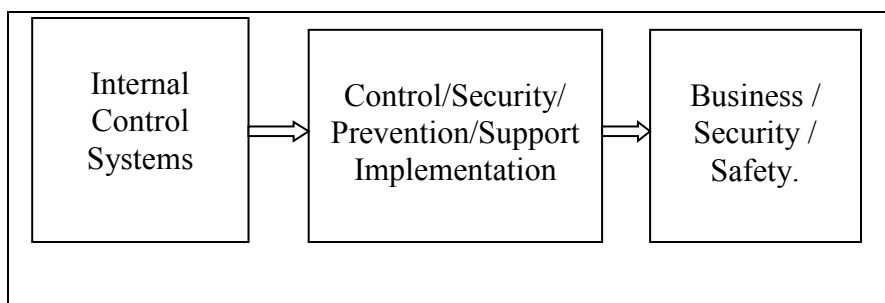 Internal
Control
Systems
Control/Security/
Prevention/Support
Implementation
Business /
Security /
Safety.